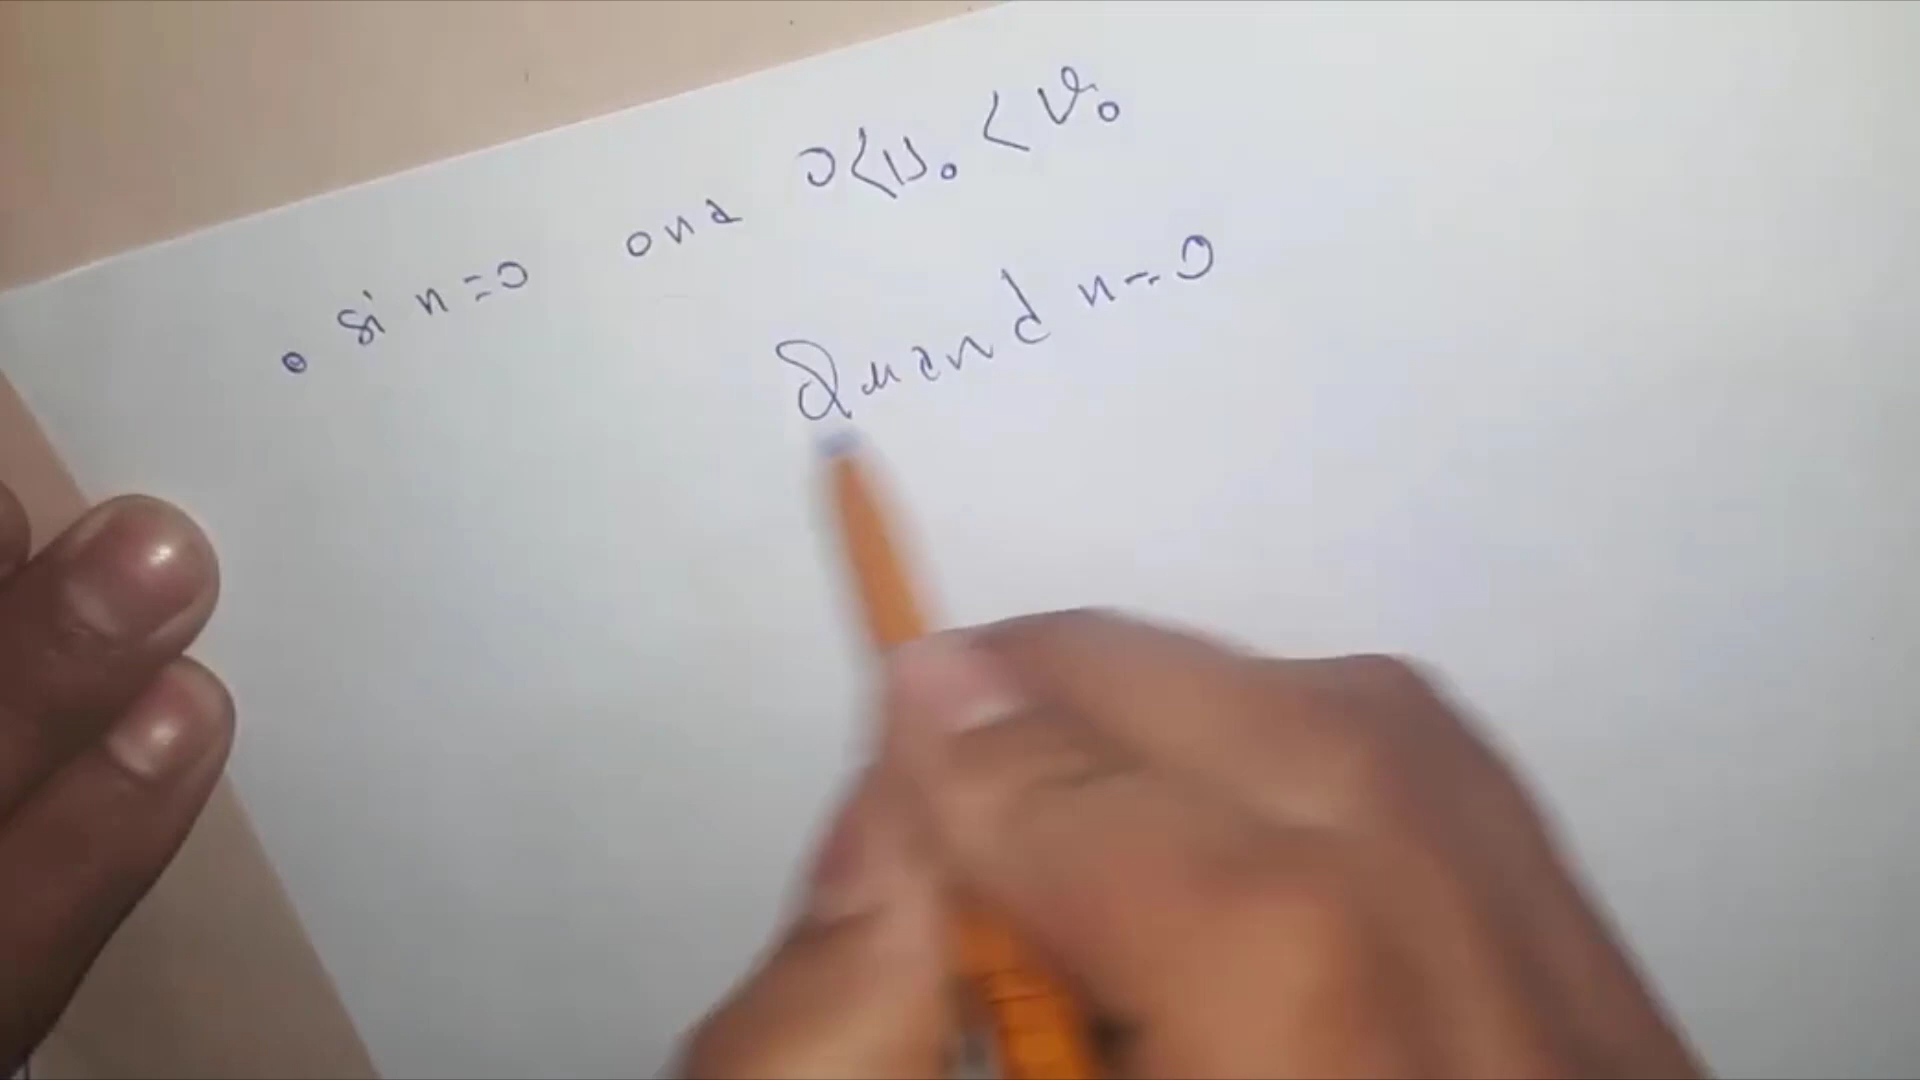 • si n=0 on a 0<U₀<V₀
Quand n=0